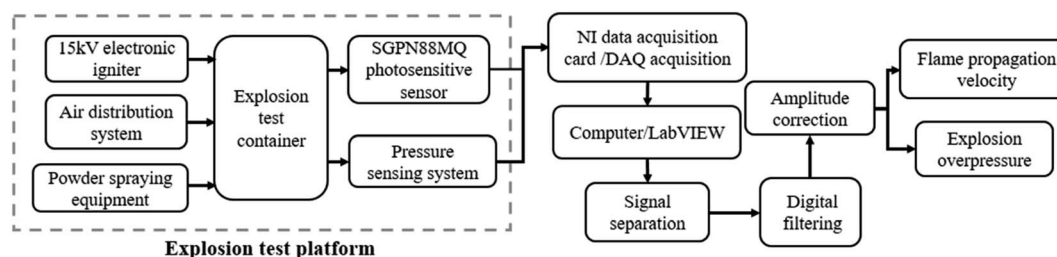 15kV electronic
igniter
Air distribution
system
Powder spraying
equipment
Explosion
test
container
SGPN88MQ
photosensitive
sensor
Pressure
sensing system
Explosion test platform
NI data acquisition
card /DAQ acquisition
Computer/LabVIEW
Signal
separation
Digital
filtering
Amplitude
correction
Flame propagation
velocity
Explosion
overpressure